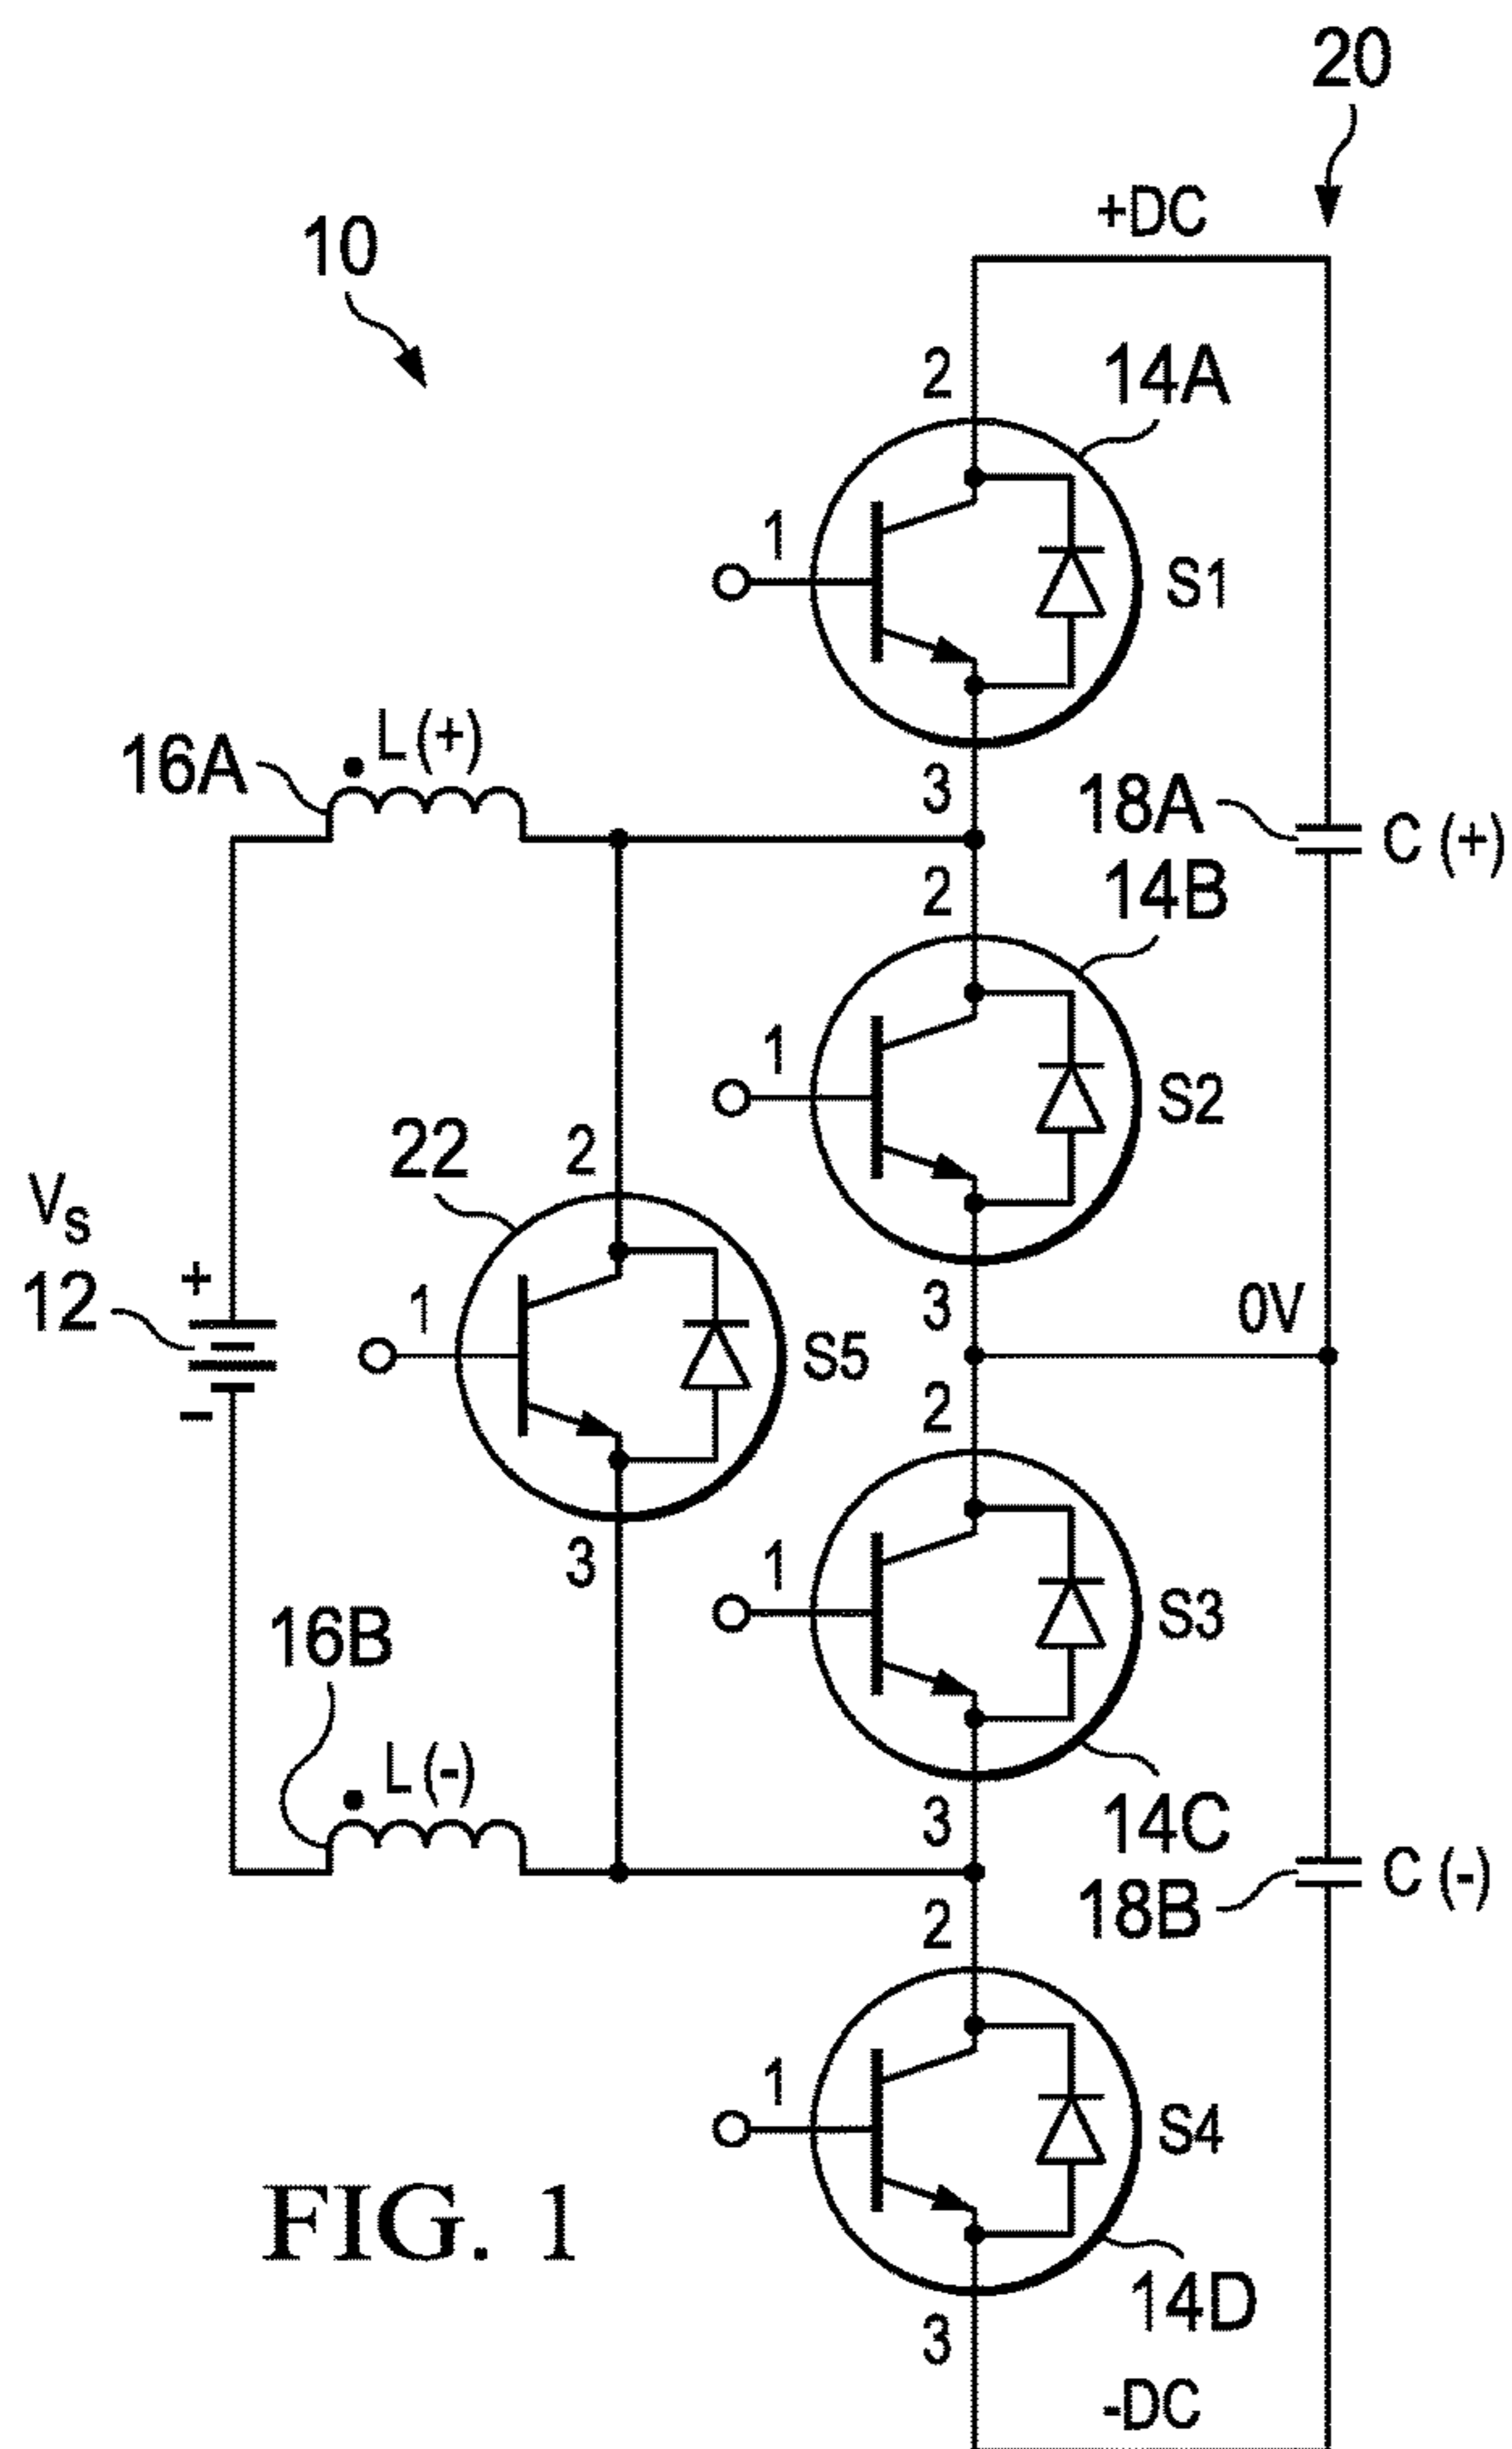 20
+DC
10
2
14A
1
S1
L (+)
16A
3
18A
C (+)
2
14B
1
S2
22
2
Vs
12
+
1
3
0V
S5
2
−
3
1
S3
16B
L (-)
3
14C
C (-)
18B
2
1
S4
FIG. 1
14D
3
-DC